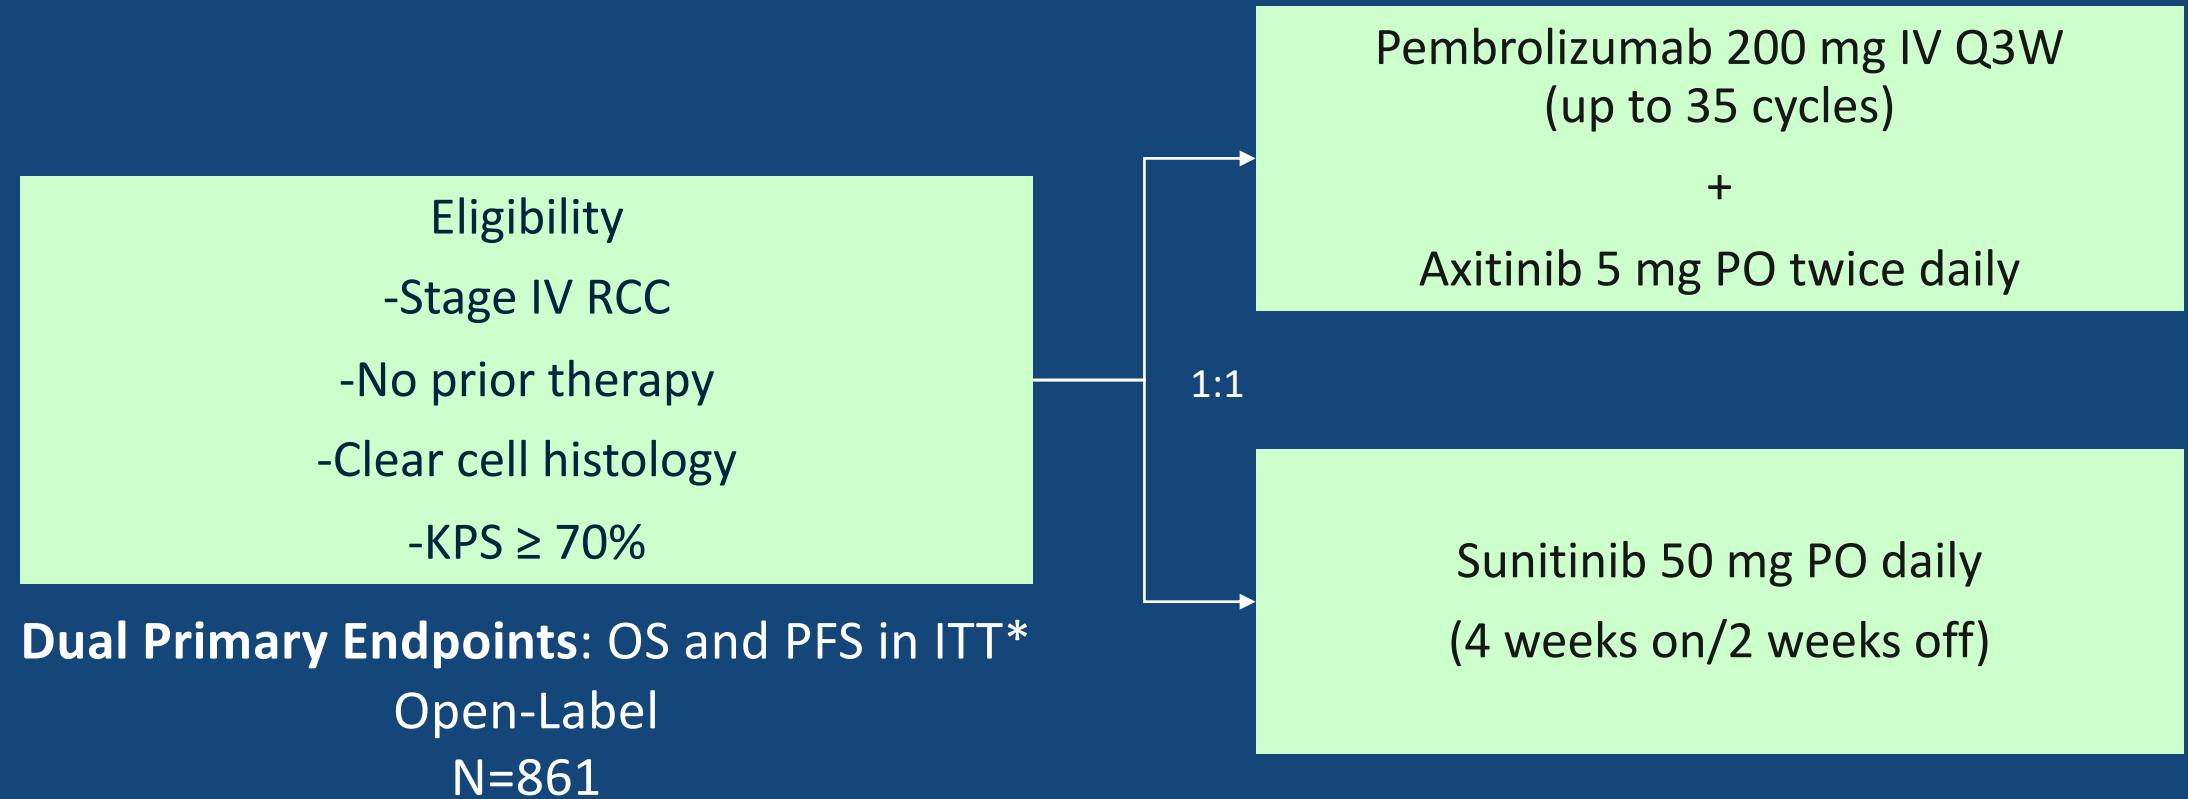 Eligibility
-Stage IV RCC
-No prior therapy
-Clear cell histology
-KPS ≥ 70%
Dual Primary Endpoints: OS and PFS in ITT*
Open-Label
N=861
1:1
Pembrolizumab 200 mg IV Q3W
(up to 35 cycles)
+
Axitinib 5 mg PO twice daily
Sunitinib 50 mg PO daily
(4 weeks on/2 weeks off)